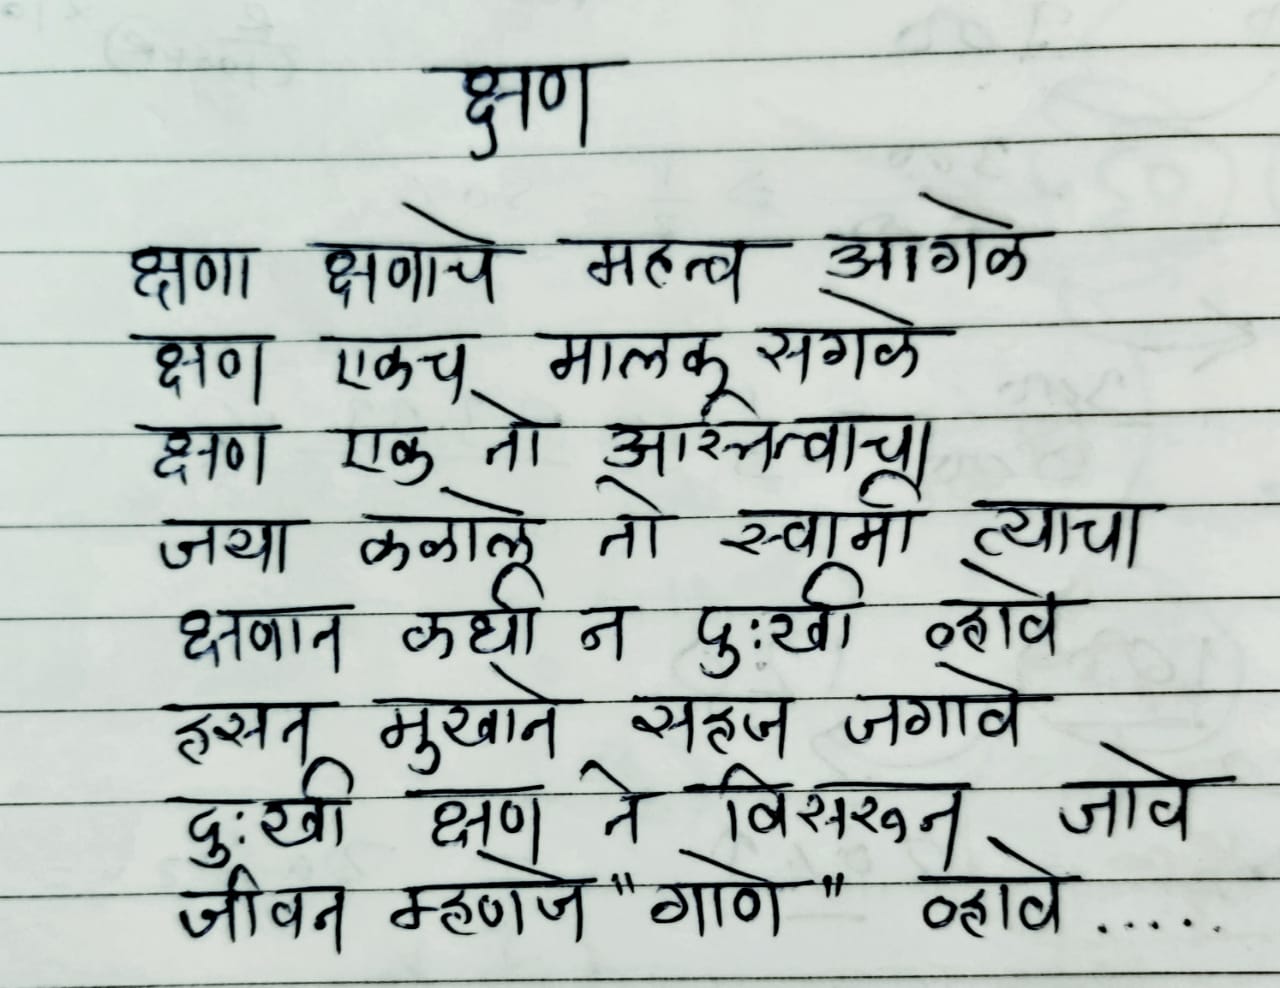 क्षण
क्षणा क्षणाचे महत्व आगळे
क्षण एकच मालक सगळे
क्षण एक तो अस्तित्वाचा
जया कळाले तो स्वामी त्याचा
क्षणात कधी न दुःखी व्हावे
हसत मुखाने सहज जगावे
दुःखी क्षण ते विसरून जावे
जीवन म्हणजे "गाणे" व्हावे.....